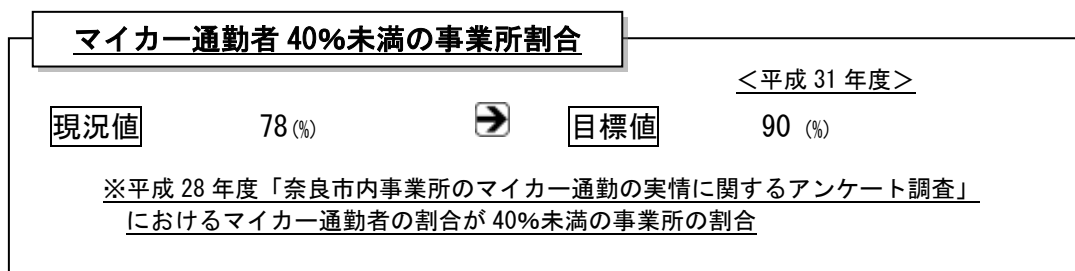 マイカー通勤者 40%未満の事業所割合
＜平成 31 年度＞
現況値 78(%) → 目標値 90 (%)
※平成 28 年度「奈良市内事業所のマイカー通勤の実情に関するアンケート調査」
におけるマイカー通勤者の割合が 40%未満の事業所の割合